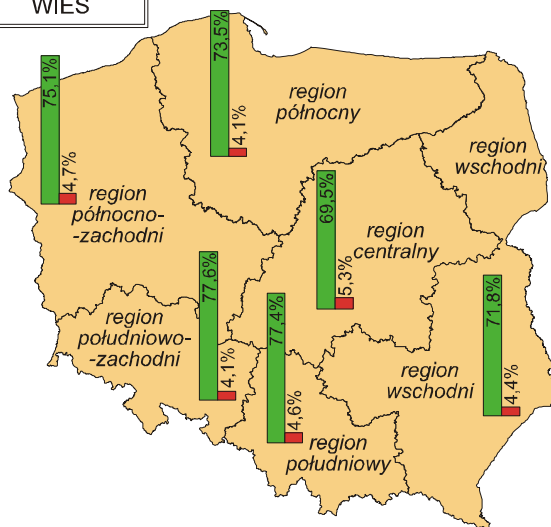 WIEŚ
73,5%
4,1%
region
północny
75,1%
4,7%
region
północno-
-zachodni
region
wschodni
69,5%
5,3%
region
centralny
77,6%
4,1%
region
południowo-
-zachodni
77,4%
4,6%
region
południowy
71,8%
4,4%
region
wschodni